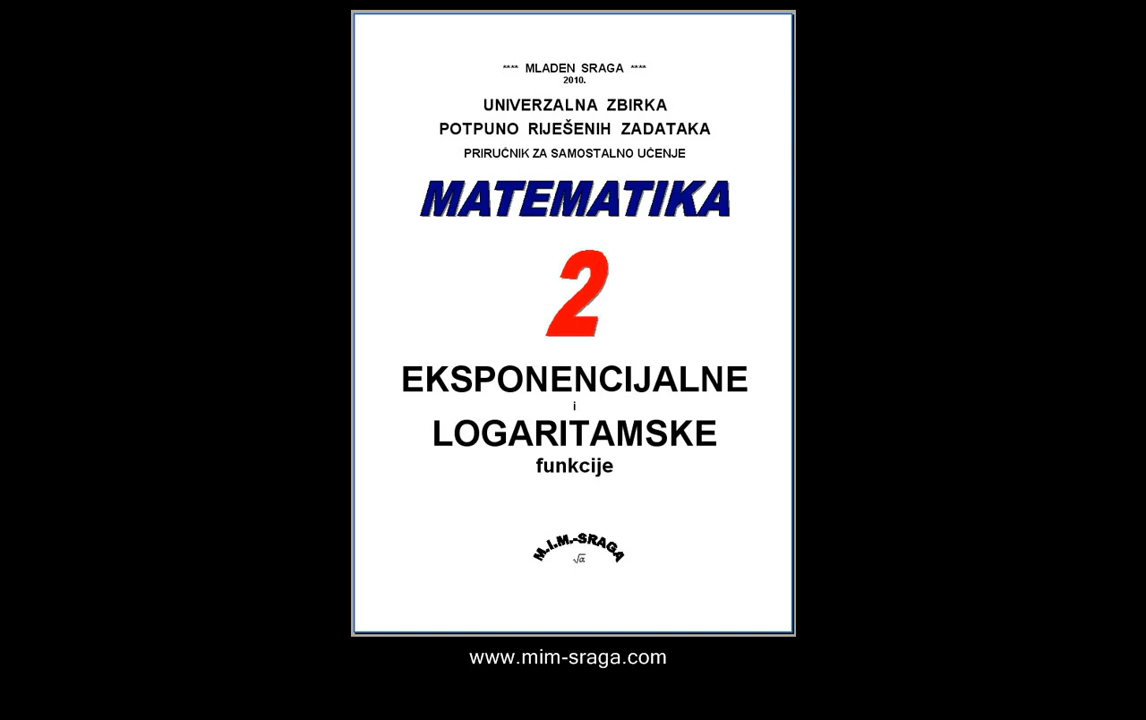 **** MLADEN SRAGA ****
2010.
UNIVERZALNA ZBIRKA
POTPUNO RIJEŠENIH ZADATAKA
PRIRUČNIK ZA SAMOSTALNO UČENJE
MATEMATIKA
2
EKSPONENCIJALNE
i
LOGARITAMSKE
funkcije
M.I.M.-SRAGA
√α
www.mim-sraga.com